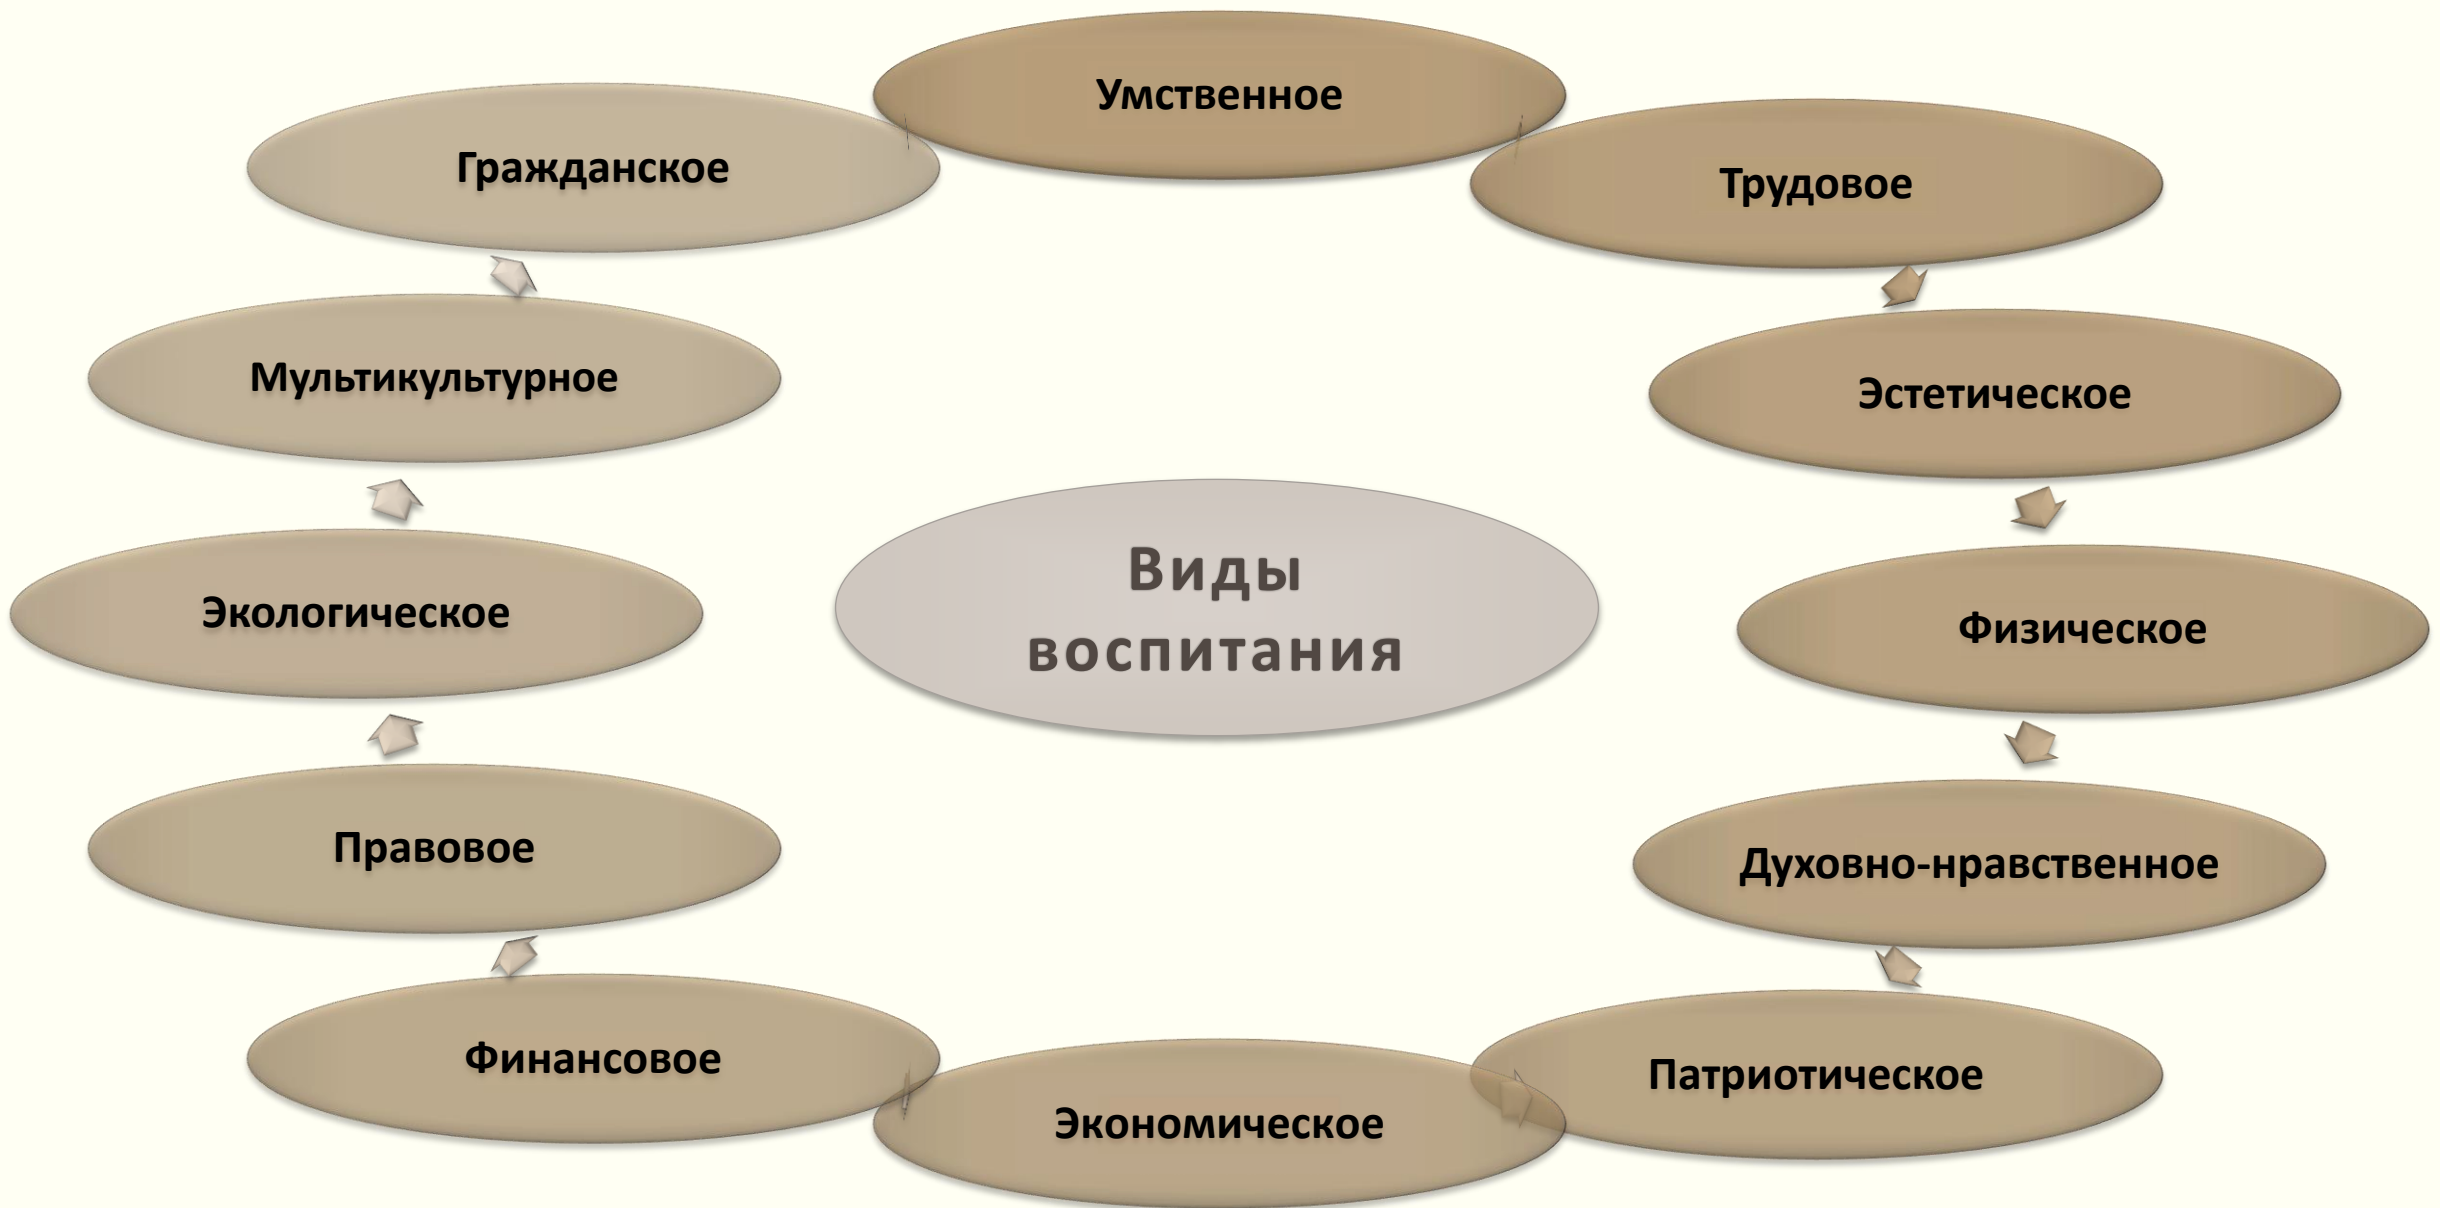 Умственное
Трудовое
Эстетическое
Физическое
Духовно-нравственное
Патриотическое
Экономическое
Финансовое
Правовое
Экологическое
Мультикультурное
Гражданское
Виды
воспитания